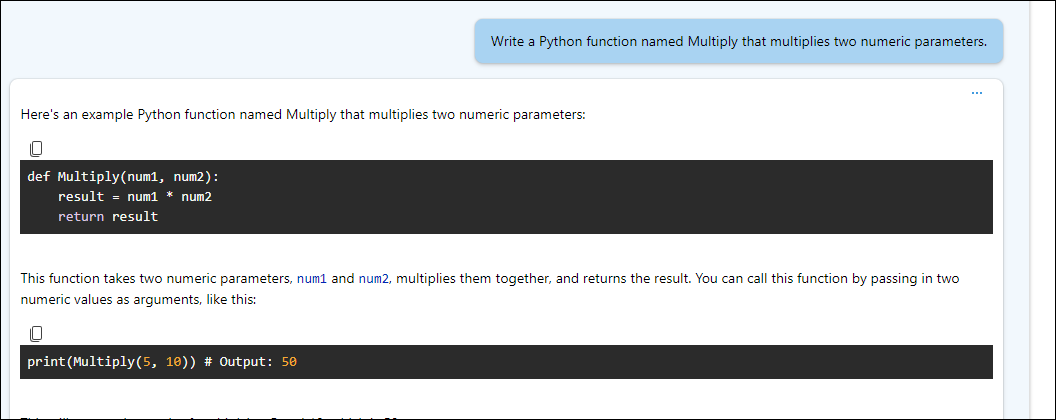 Write a Python function named Multiply that multiplies two numeric parameters.
...
Here's an example Python function named Multiply that multiplies two numeric parameters:
def Multiply(num1, num2):
    result = num1 * num2
    return result
This function takes two numeric parameters, num1 and num2, multiplies them together, and returns the result. You can call this function by passing in two
numeric values as arguments, like this:
print(Multiply(5, 10)) # Output: 50